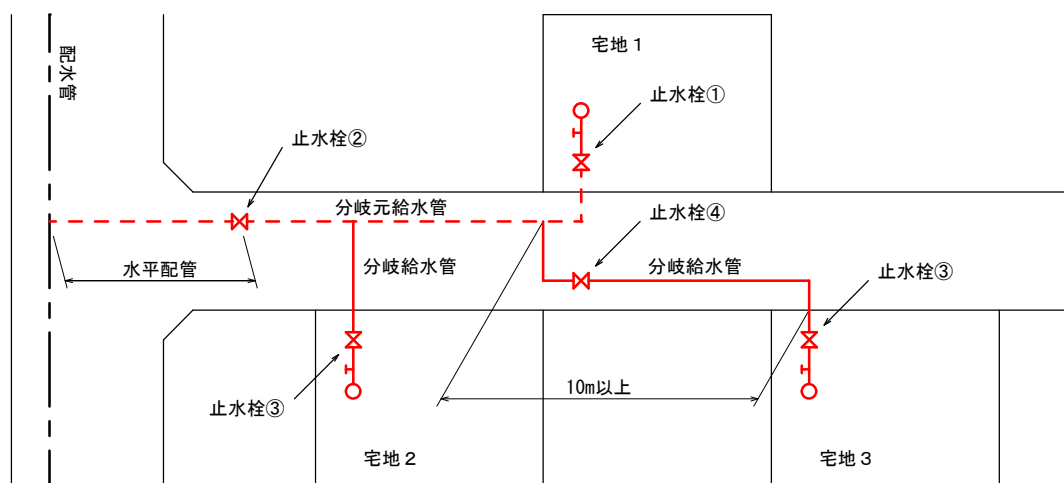 宅地１
配水管
止水栓①
止水栓②
分岐元給水管
止水栓④
水平配管
分岐給水管
分岐給水管
止水栓③
10m以上
止水栓③
宅地２
宅地３